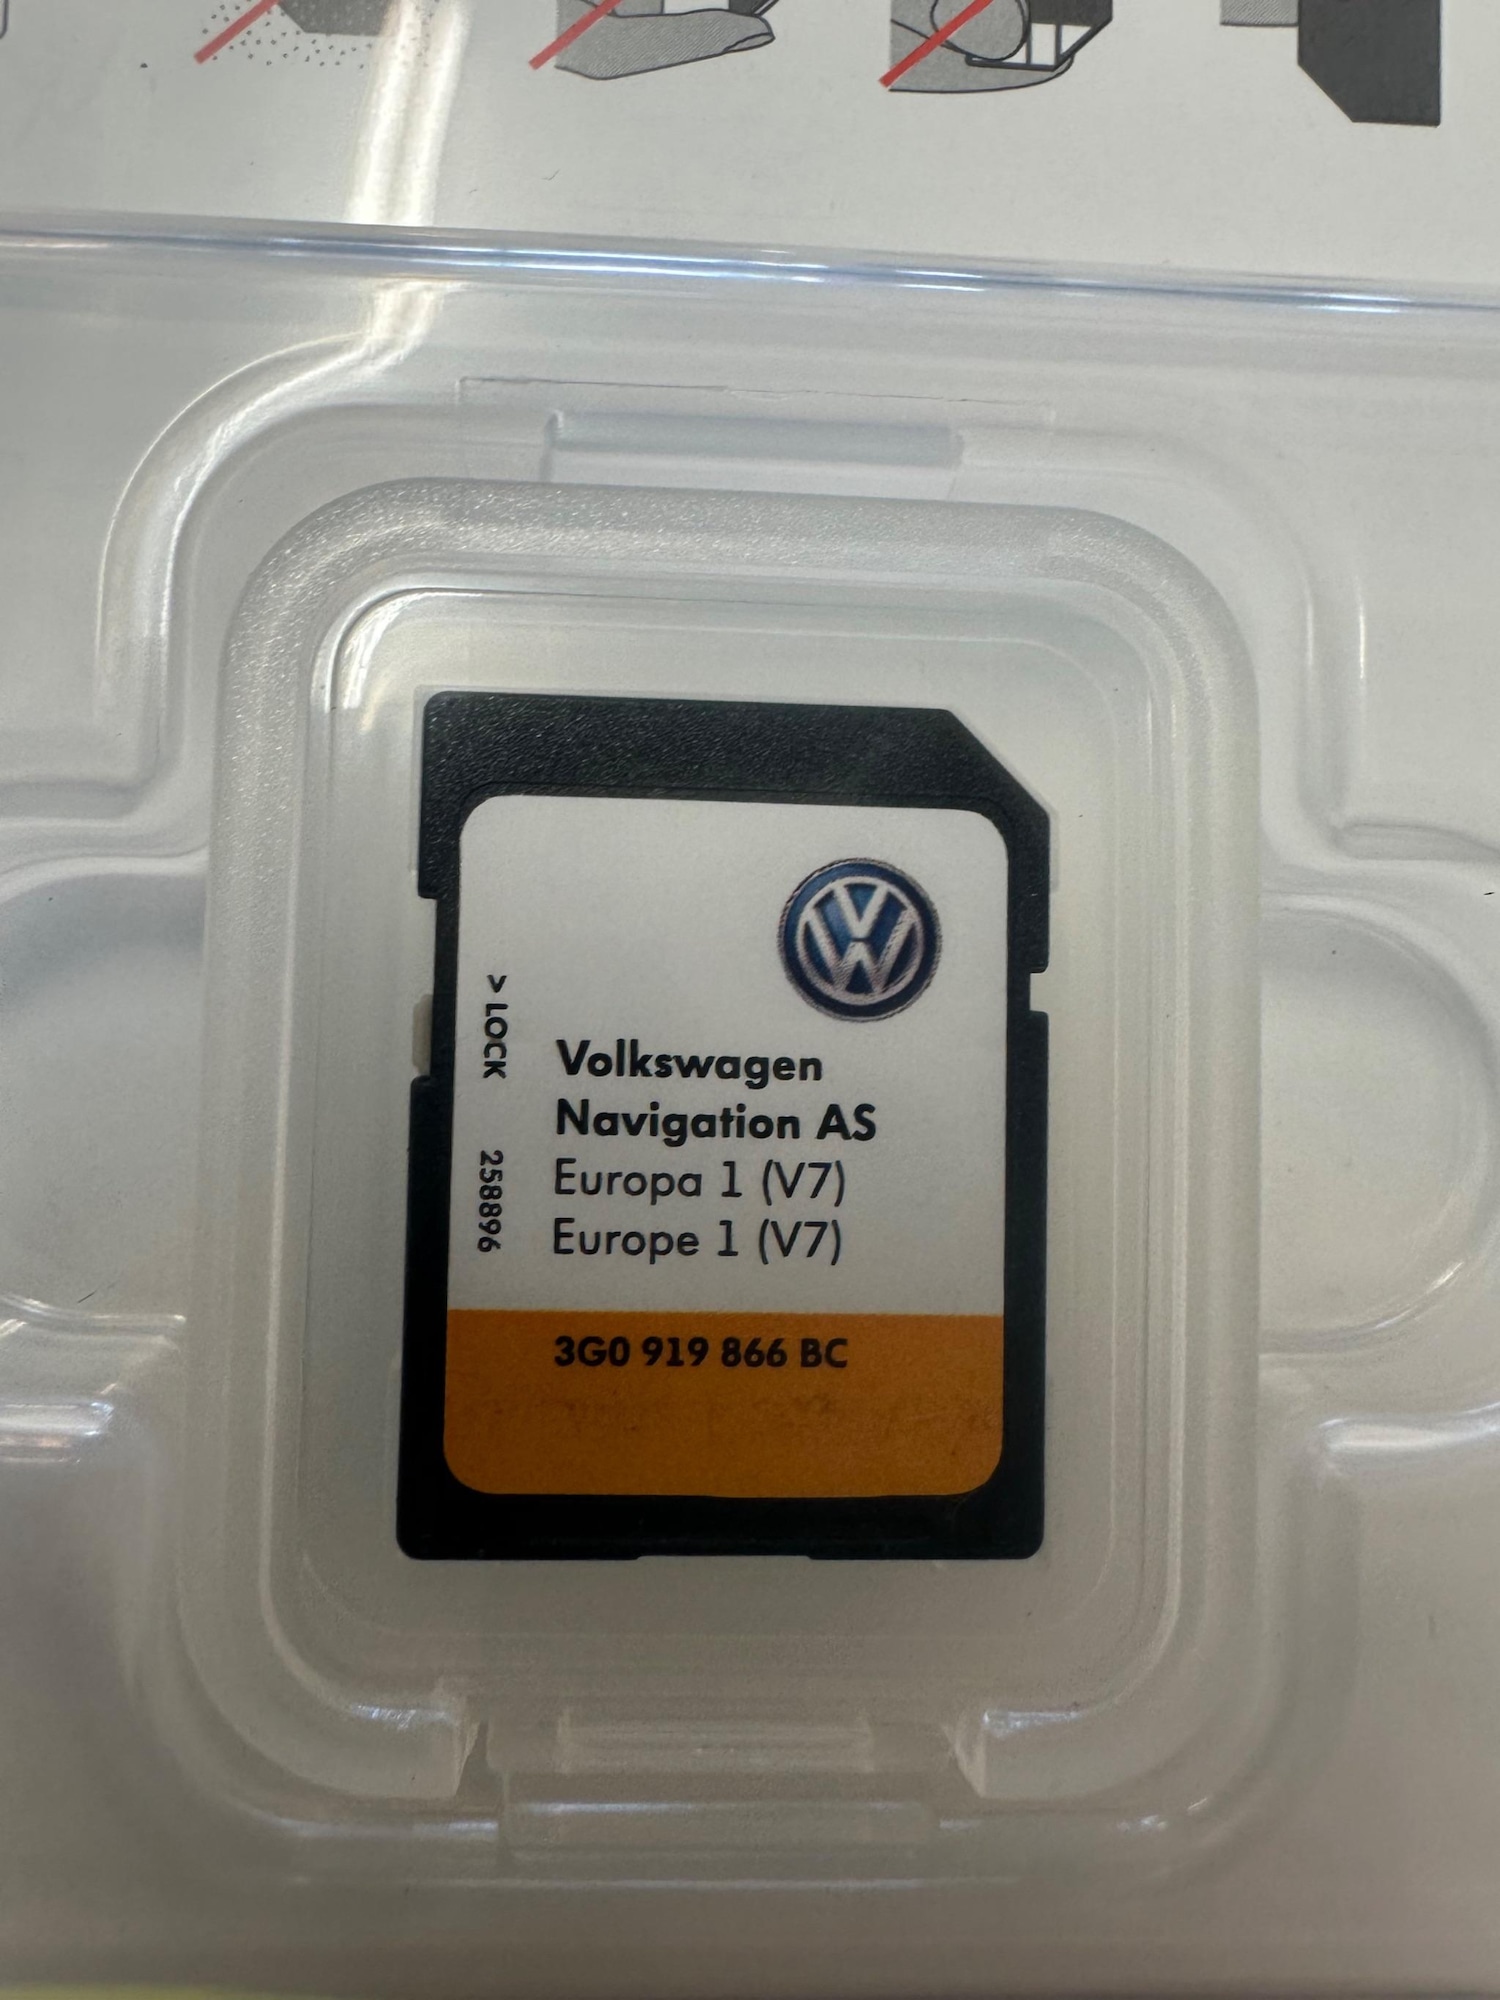 Volkswagen
Navigation AS
Europa 1 (V7)
Europe 1 (V7)
3G0 919 866 BC
> LOCK
258896